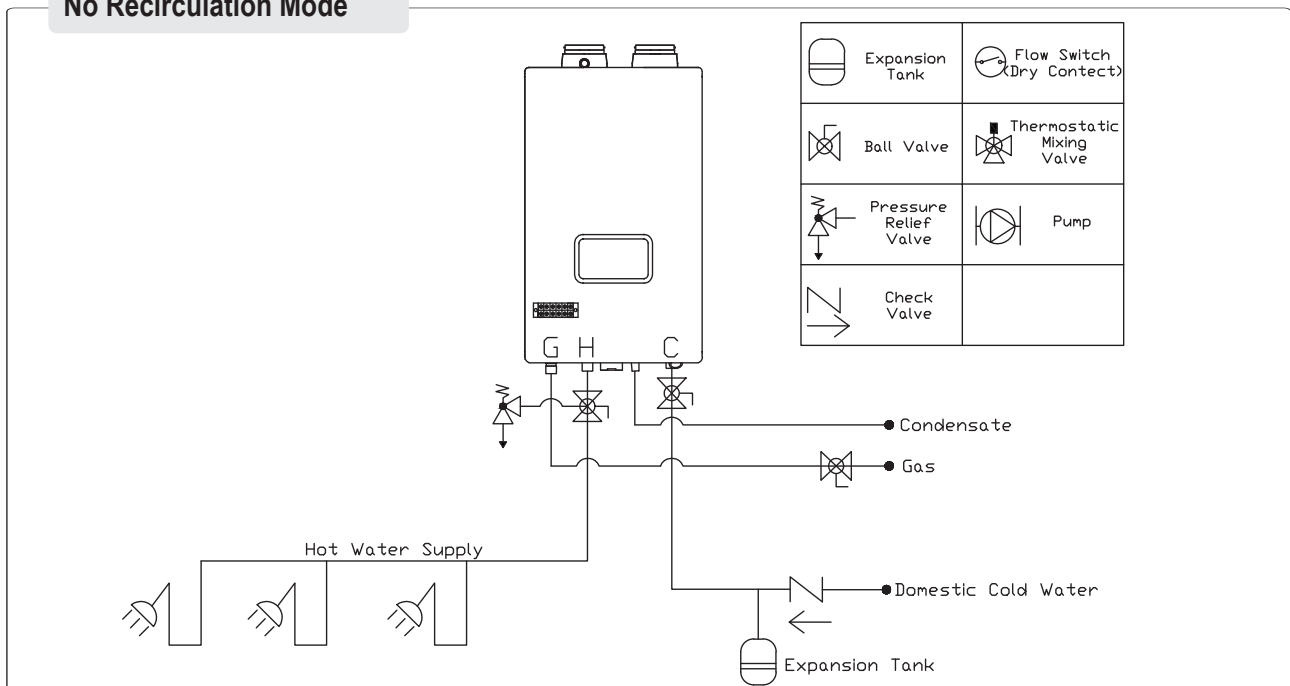 No Recirculation Mode
Expansion
Tank
Flow Switch
(Dry Contect)
Ball Valve
Thermostatic
Mixing
Valve
Pressure
Relief
Valve
Pump
Check
Valve
G H C
Condensate
Gas
Hot Water Supply
Domestic Cold Water
Expansion Tank